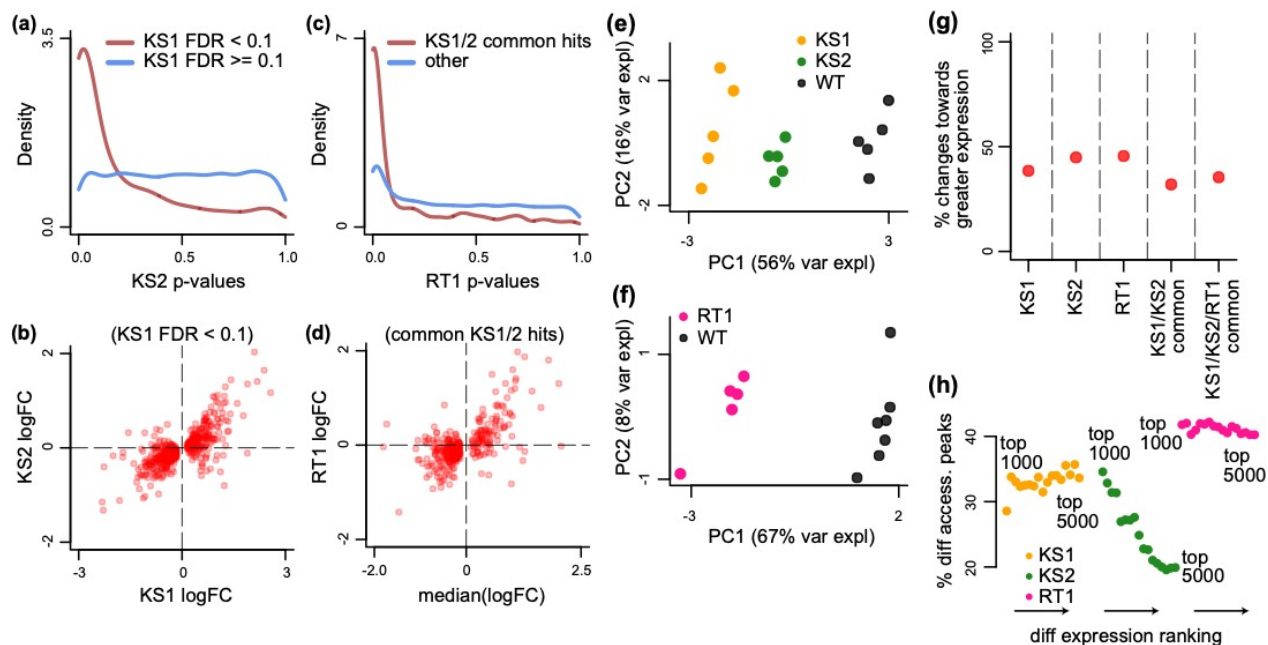 (a)
3.5
KS1 FDR < 0.1
KS1 FDR >= 0.1
Density
0.0
0.0
0.5
1.0
KS2 p-values
(c)
7
KS1/2 common hits
other
Density
0
0.0
0.5
1.0
RT1 p-values
(b)
(KS1 FDR < 0.1)
2
KS2 logFC
0
-2
-3
0
3
KS1 logFC
(d)
(common KS1/2 hits)
2
RT1 logFC
0
-2
-2.0
0
2.5
median(logFC)
(e)
KS1
KS2
WT
PC2 (16% var expl)
2
-2
-3
3
PC1 (56% var expl)
(f)
RT1
WT
PC2 (8% var expl)
1
-1
-3
2
PC1 (67% var expl)
(g)
% changes towards
greater expression
100
50
0
KS1
KS2
RT1
KS1/KS2
common
KS1/KS2/RT1
common
(h)
% diff access. peaks
40
30
20
top
1000
top
5000
top
1000
top
5000
top
1000
top
5000
KS1
KS2
RT1
diff expression ranking